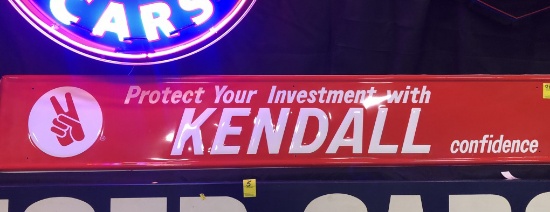 CARS
Protect Your Investment with
KENDALL
confidence